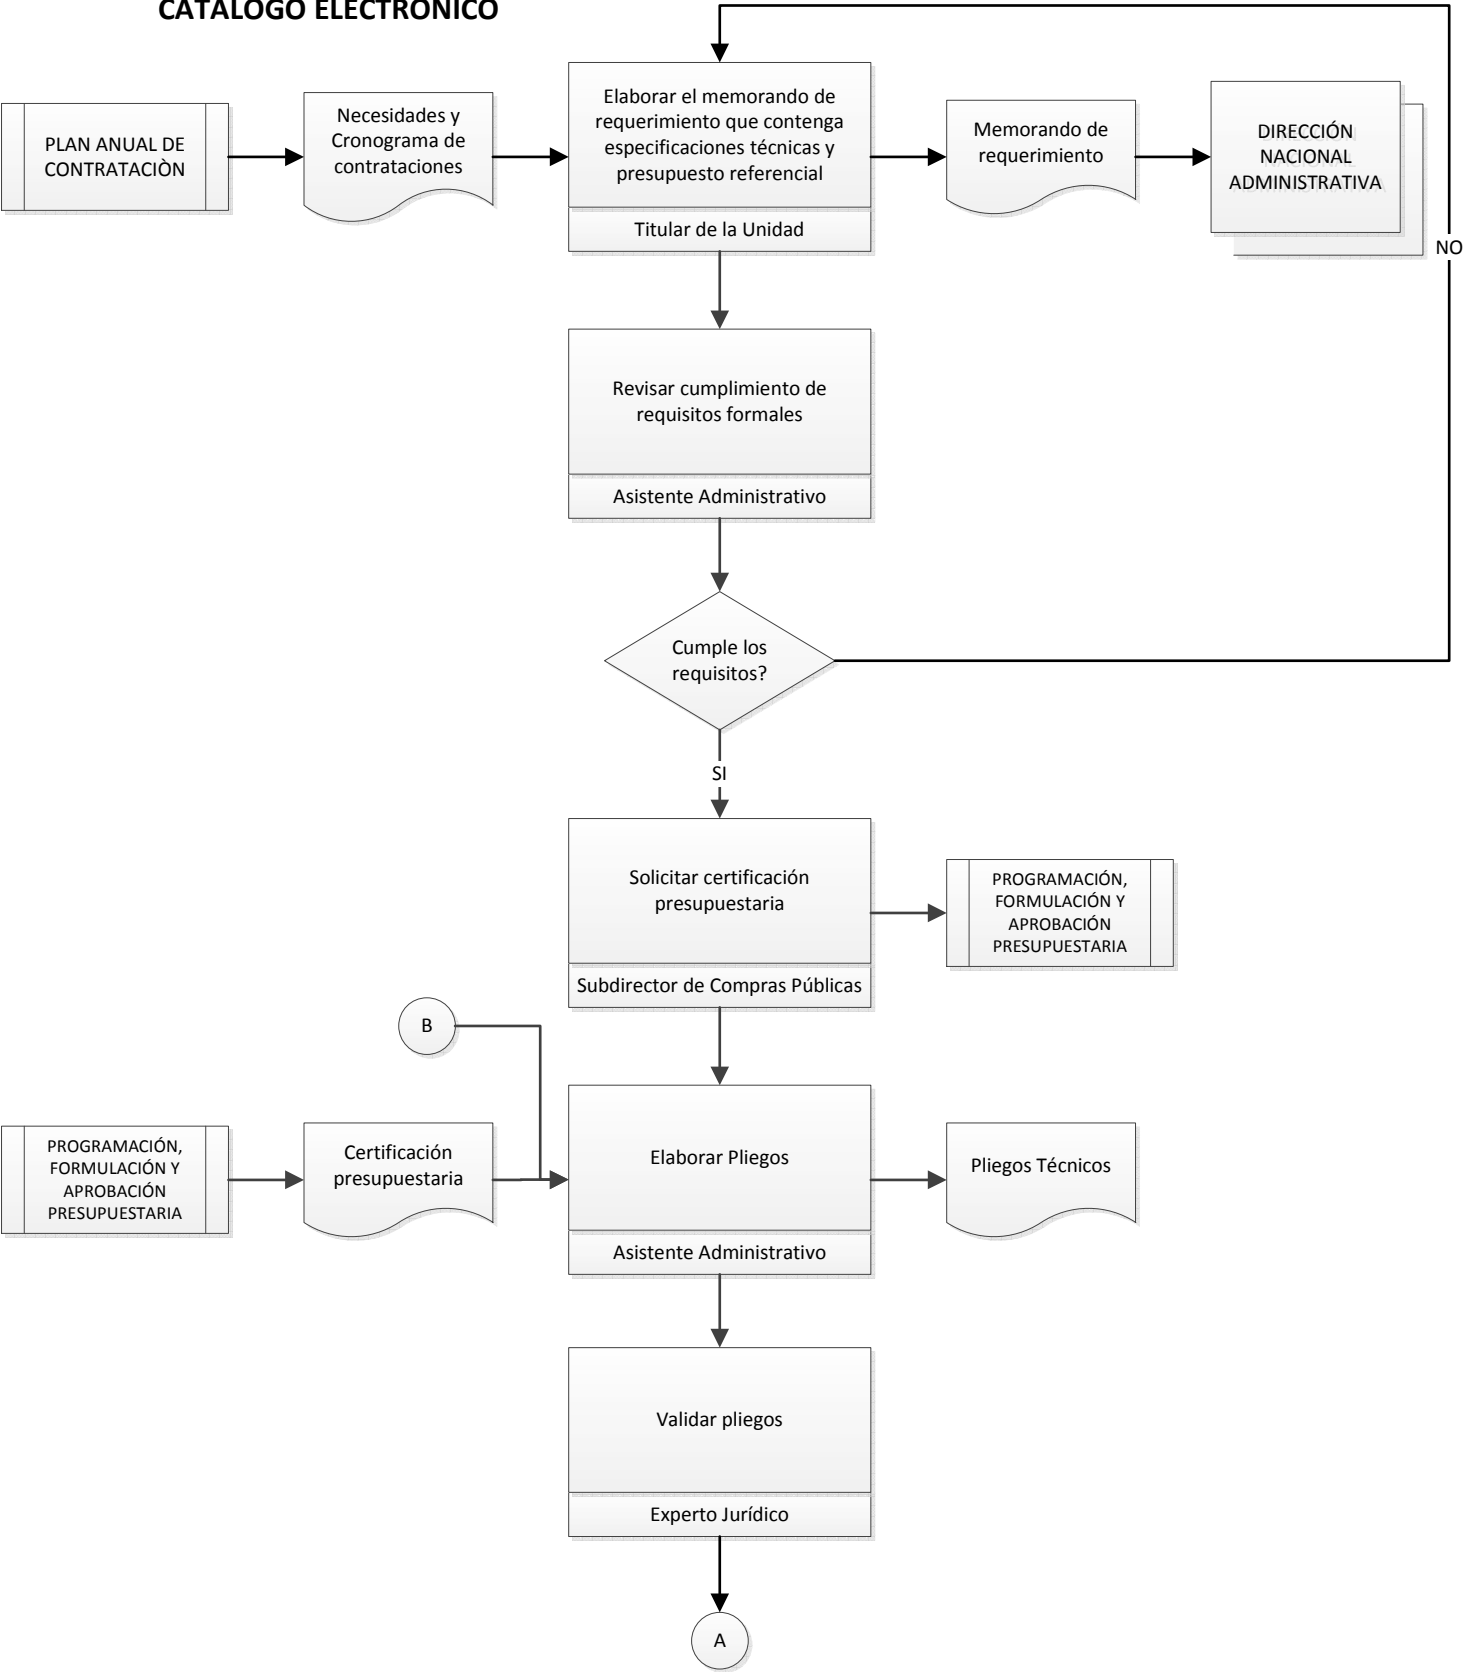 CATÁLOGO ELECTRÓNICO
PLAN ANUAL DE
CONTRATACIÒN
Necesidades y
Cronograma de
contrataciones
Elaborar el memorando de
requerimiento que contenga
especificaciones técnicas y
presupuesto referencial
Titular de la Unidad
Memorando de
requerimiento
DIRECCIÓN
NACIONAL
ADMINISTRATIVA
NO
Revisar cumplimiento de
requisitos formales
Asistente Administrativo
Cumple los
requisitos?
SI
Solicitar certificación
presupuestaria
Subdirector de Compras Públicas
PROGRAMACIÓN,
FORMULACIÓN Y
APROBACIÓN
PRESUPUESTARIA
B
PROGRAMACIÓN,
FORMULACIÓN Y
APROBACIÓN
PRESUPUESTARIA
Certificación
presupuestaria
Elaborar Pliegos
Asistente Administrativo
Pliegos Técnicos
Validar pliegos
Experto Jurídico
A